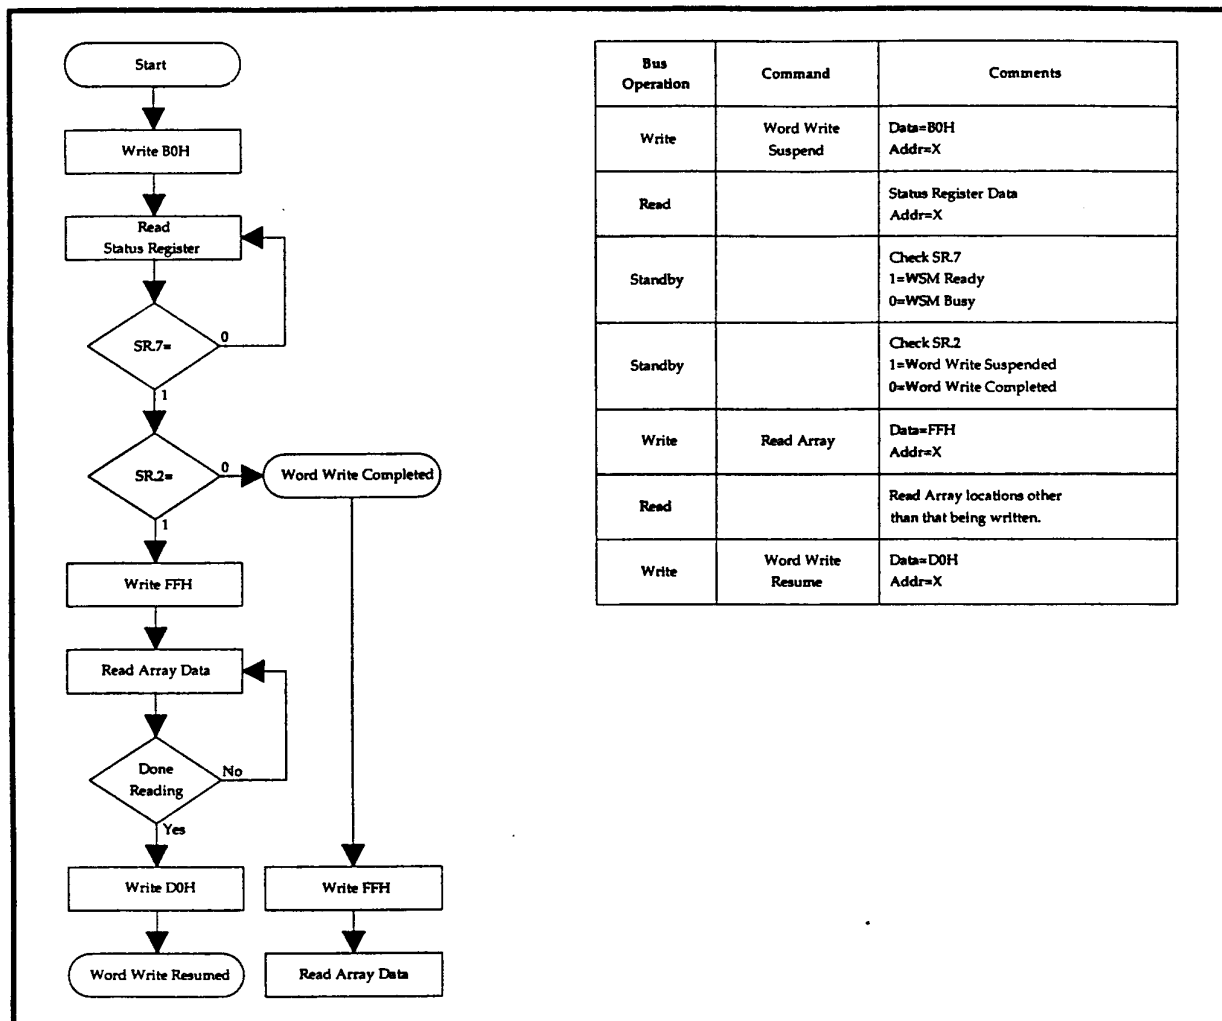 Start
Write B0H
Read
Status Register
SR.7=
0
1
SR.2=
0
Word Write Completed
1
Write FFH
Read Array Data
Done
Reading
No
Yes
Write D0H
Write FFH
Word Write Resumed
Read Array Data
Bus
Operation
Command
Comments
Write
Word Write
Suspend
Data=B0H
Addr=X
Read
Status Register Data
Addr=X
Standby
Check SR.7
1=WSM Ready
0=WSM Busy
Standby
Check SR.2
1=Word Write Suspended
0=Word Write Completed
Write
Read Array
Data=FFH
Addr=X
Read
Read Array locations other
than that being written.
Write
Word Write
Resume
Data=D0H
Addr=X